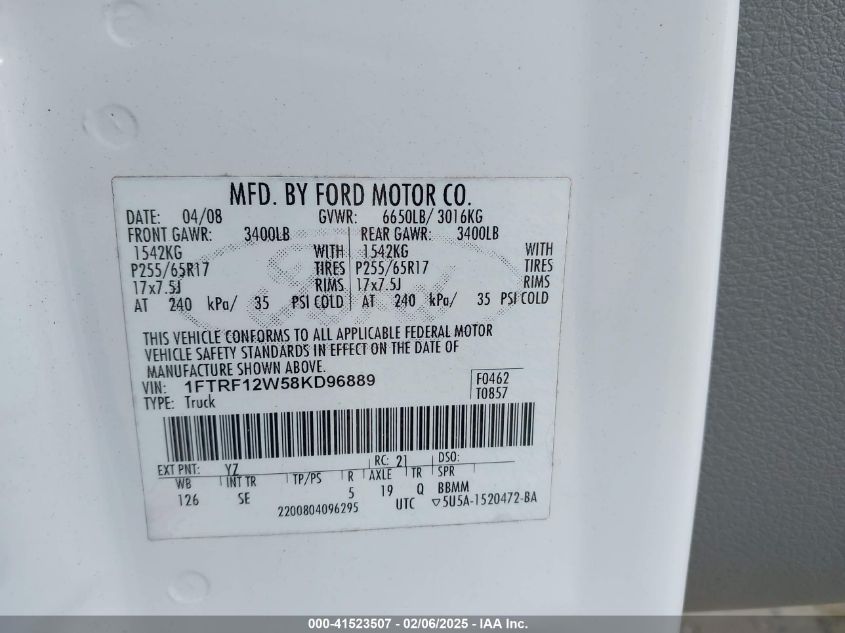 MFD. BY FORD MOTOR CO.
DATE: 04/08 GVWR: 6650LB/ 3016KG
FRONT GAWR: 3400LB REAR GAWR: 3400LB
1542KG WITH 1542KG WITH
P255/65R17 TIRES P255/65R17 TIRES
17x7.5J RIMS 17x7.5J RIMS
AT 240 kPa/ 35 PSI COLD AT 240 kPa/ 35 PSI COLD
THIS VEHICLE CONFORMS TO ALL APPLICABLE FEDERAL MOTOR
VEHICLE SAFETY STANDARDS IN EFFECT ON THE DATE OF
MANUFACTURE SHOWN ABOVE.
VIN: 1FTRF12W58KD96889 F0462
TYPE: Truck T0857
EXT PNT: YZ RC: 21 DSO:
WB INT TR TP/PS R AXLE TR SPR
126 SE 5 19 Q BBMM
2200804096295 UTC ▽5U5A-1520472-BA
000-41523507 - 02/06/2025 - IAA Inc.